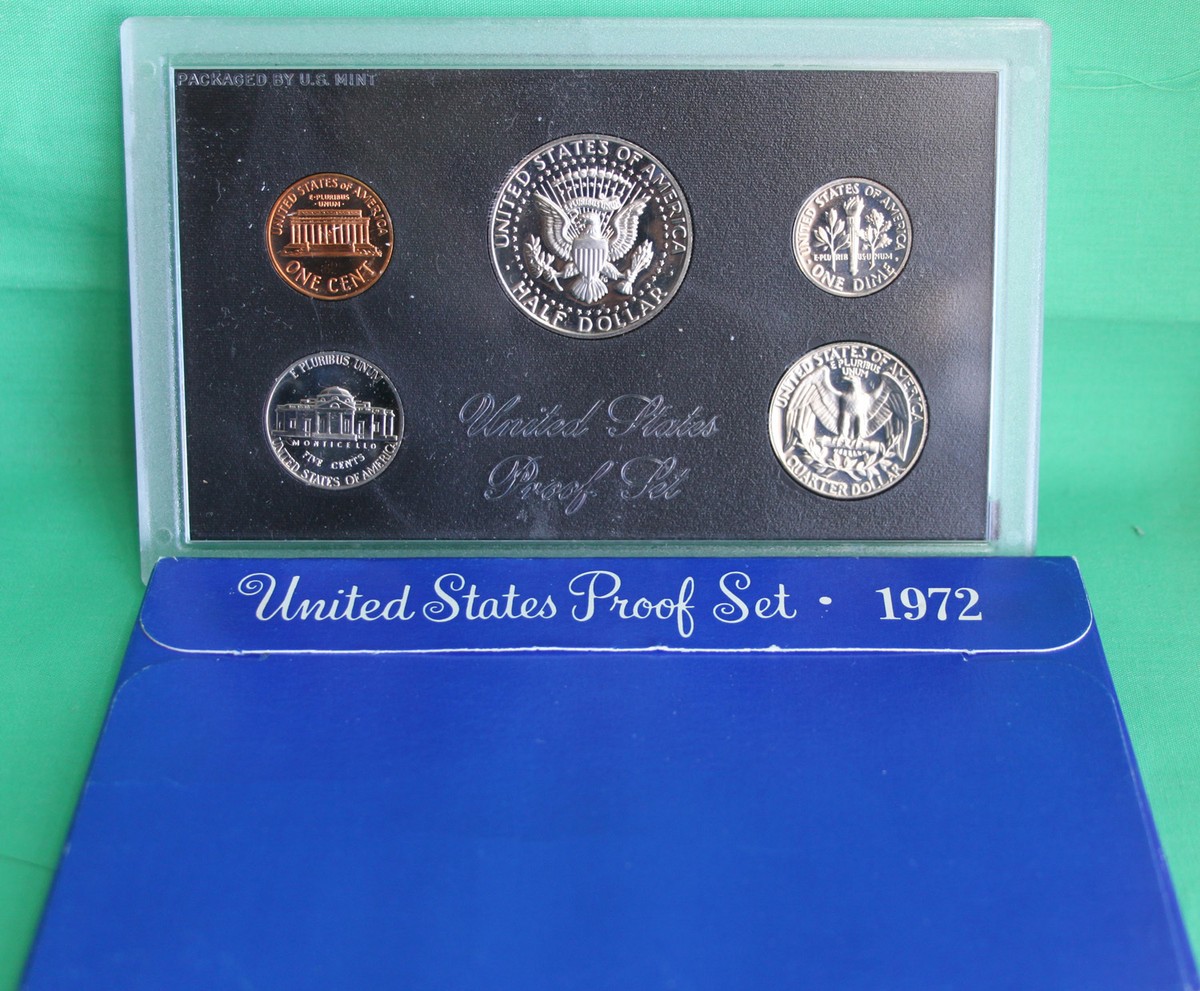 PACKAGED BY U.S. MINT
UNITED STATES OF AMERICA
E·PLURIBUS
·UNUM·
ONE CENT
UNITED STATES OF AMERICA
HALF DOLLAR
UNITED STATES OF AMERICA
E·PLURIBUS·UNUM·
ONE DIME
E PLURIBUS UNUM
MONTICELLO
FIVE CENTS
UNITED STATES OF AMERICA
UNITED STATES OF AMERICA
E PLURIBUS
UNUM
QUARTER DOLLAR
United States
Proof Set
United States Proof Set · 1972